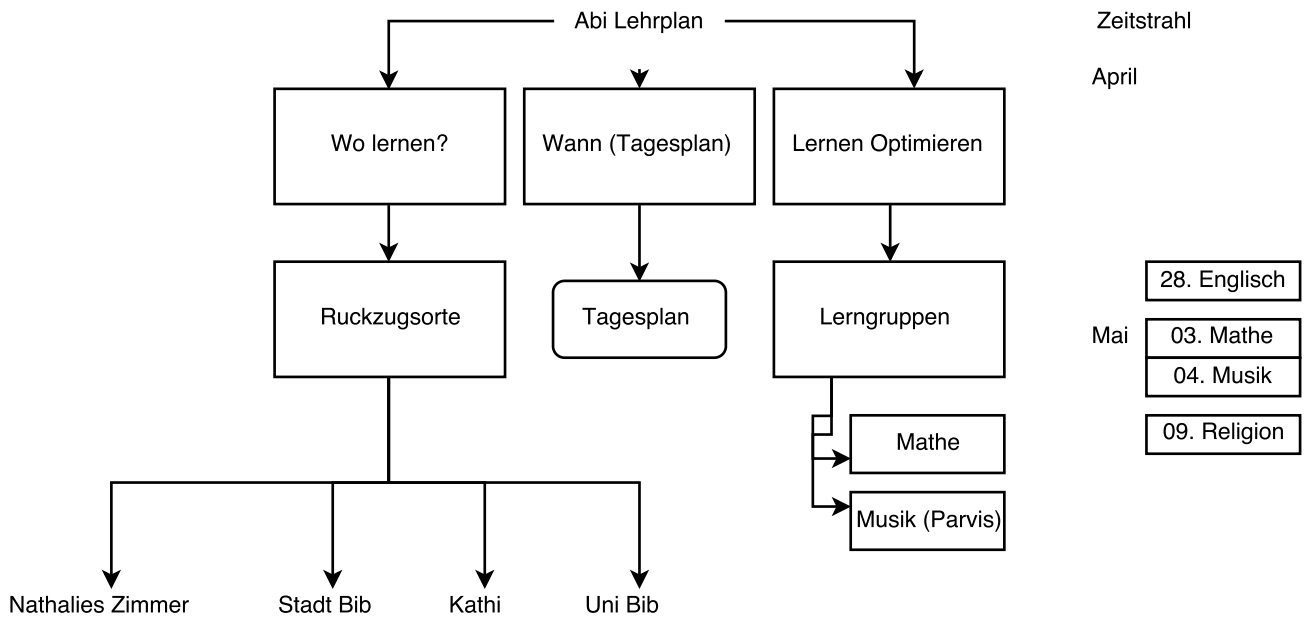 Abi Lehrplan
Zeitstrahl
April
Wo lernen?
Wann (Tagesplan)
Lernen Optimieren
Ruckzugsorte
Tagesplan
Lerngruppen
28. Englisch
Mai
03. Mathe
04. Musik
09. Religion
Mathe
Musik (Parvis)
Nathalies Zimmer
Stadt Bib
Kathi
Uni Bib